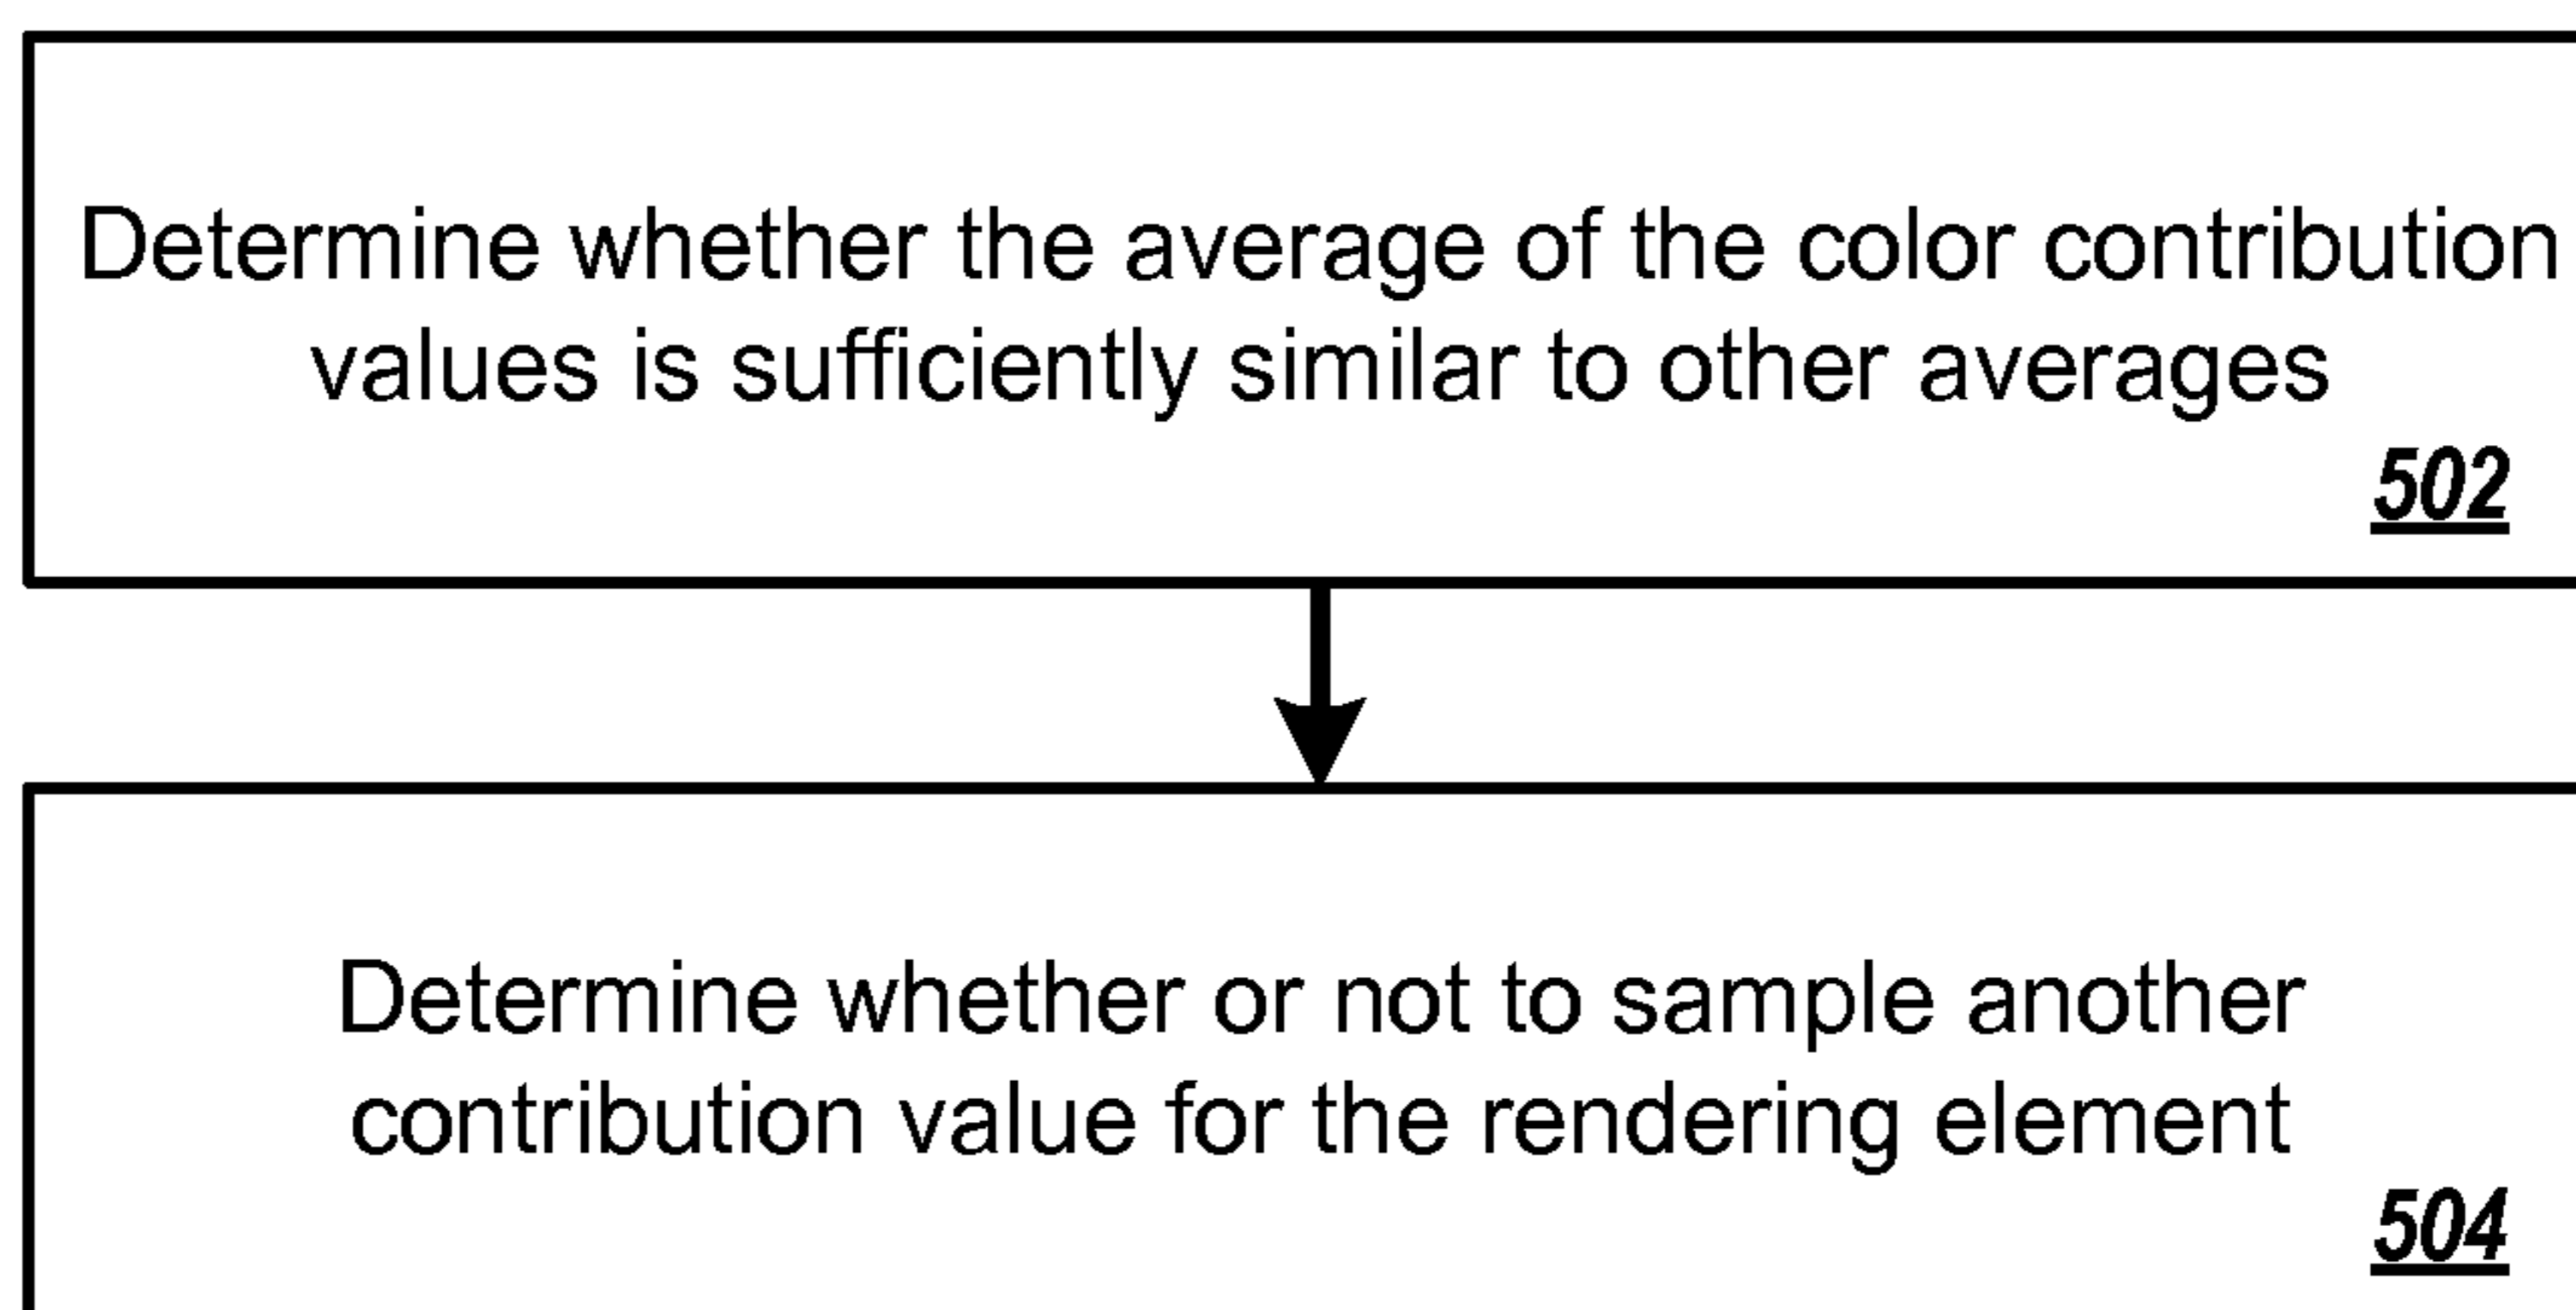 Determine whether the average of the color contribution
values is sufficiently similar to other averages
502
Determine whether or not to sample another
contribution value for the rendering element
504